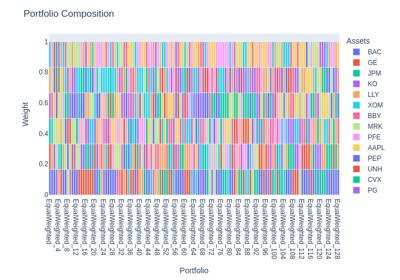 Portfolio Composition
1
0.8
0.6
0.4
0.2
0
Weight
EqualWeighted
EqualWeighted_4
EqualWeighted_8
EqualWeighted_12
EqualWeighted_16
EqualWeighted_20
EqualWeighted_24
EqualWeighted_28
EqualWeighted_32
EqualWeighted_36
EqualWeighted_40
EqualWeighted_44
EqualWeighted_48
EqualWeighted_52
EqualWeighted_56
EqualWeighted_60
EqualWeighted_64
EqualWeighted_68
EqualWeighted_72
EqualWeighted_76
EqualWeighted_80
EqualWeighted_84
EqualWeighted_88
EqualWeighted_92
EqualWeighted_96
EqualWeighted_100
EqualWeighted_104
EqualWeighted_108
EqualWeighted_112
EqualWeighted_116
EqualWeighted_120
EqualWeighted_124
EqualWeighted_128
Portfolio
Assets
BAC
GE
JPM
KO
LLY
XOM
BBY
MRK
PFE
AAPL
PEP
UNH
CVX
PG